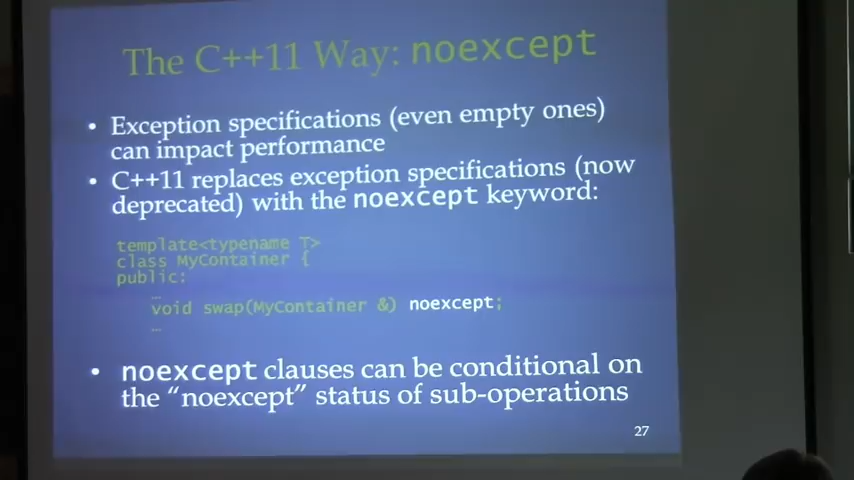 The C++11 Way: noexcept
• Exception specifications (even empty ones)
can impact performance
• C++11 replaces exception specifications (now
deprecated) with the noexcept keyword:
template<typename T>
class MyContainer {
public:
…
void swap(MyContainer &) noexcept;
…
• noexcept clauses can be conditional on
the “noexcept” status of sub-operations
27